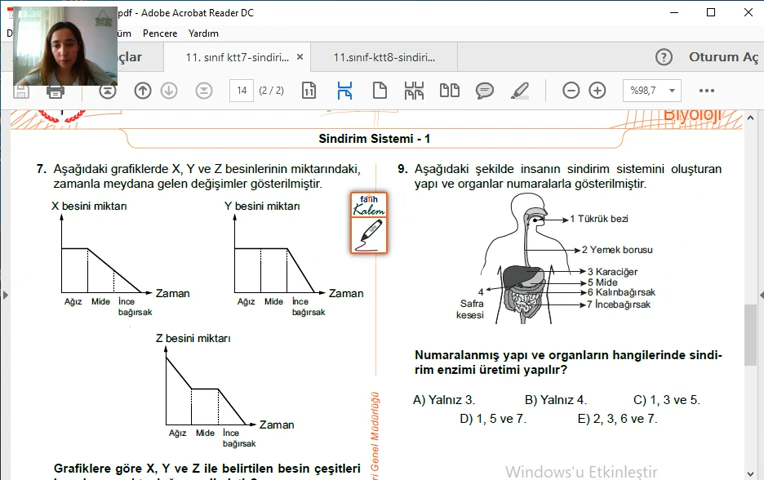 .pdf - Adobe Acrobat Reader DC
Pencere Yardım
11. sınıf ktt7-sindiri... ×
11.sınıf-ktt8-sindiri...
Oturum Aç
14 (2 / 2)
%98,7
Biyoloji
Sindirim Sistemi - 1
7. Aşağıdaki grafiklerde X, Y ve Z besinlerinin miktarındaki,
zamanla meydana gelen değişimler gösterilmiştir.
X besini miktarı
Zaman
Ağız Mide İnce
bağırsak
Y besini miktarı
Zaman
Ağız Mide İnce
bağırsak
Z besini miktarı
Zaman
Ağız Mide İnce
bağırsak
Grafiklere göre X, Y ve Z ile belirtilen besin çeşitleri
fatih
Kalem
ri Genel Müdürlüğü
9. Aşağıdaki şekilde insanın sindirim sistemini oluşturan
yapı ve organlar numaralarla gösterilmiştir.
1 Tükrük bezi
2 Yemek borusu
3 Karaciğer
5 Mide
6 Kalınbağırsak
7 İncebağırsak
4
Safra
kesesi
Numaralanmış yapı ve organların hangilerinde sindi-
rim enzimi üretimi yapılır?
A) Yalnız 3. B) Yalnız 4. C) 1, 3 ve 5.
D) 1, 5 ve 7. E) 2, 3, 6 ve 7.
Windows'u Etkinleştir